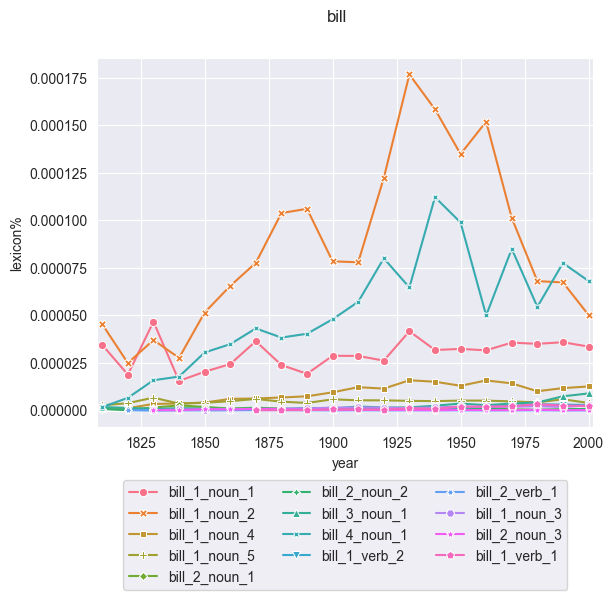 bill
0.000175
0.000150
0.000125
0.000100
0.000075
0.000050
0.000025
0.000000
lexicon%
1825 1850 1875 1900 1925 1950 1975 2000
year
bill_1_noun_1 bill_2_noun_2 bill_2_verb_1
bill_1_noun_2 bill_3_noun_1 bill_1_noun_3
bill_1_noun_4 bill_4_noun_1 bill_2_noun_3
bill_1_noun_5 bill_1_verb_2 bill_1_verb_1
bill_2_noun_1